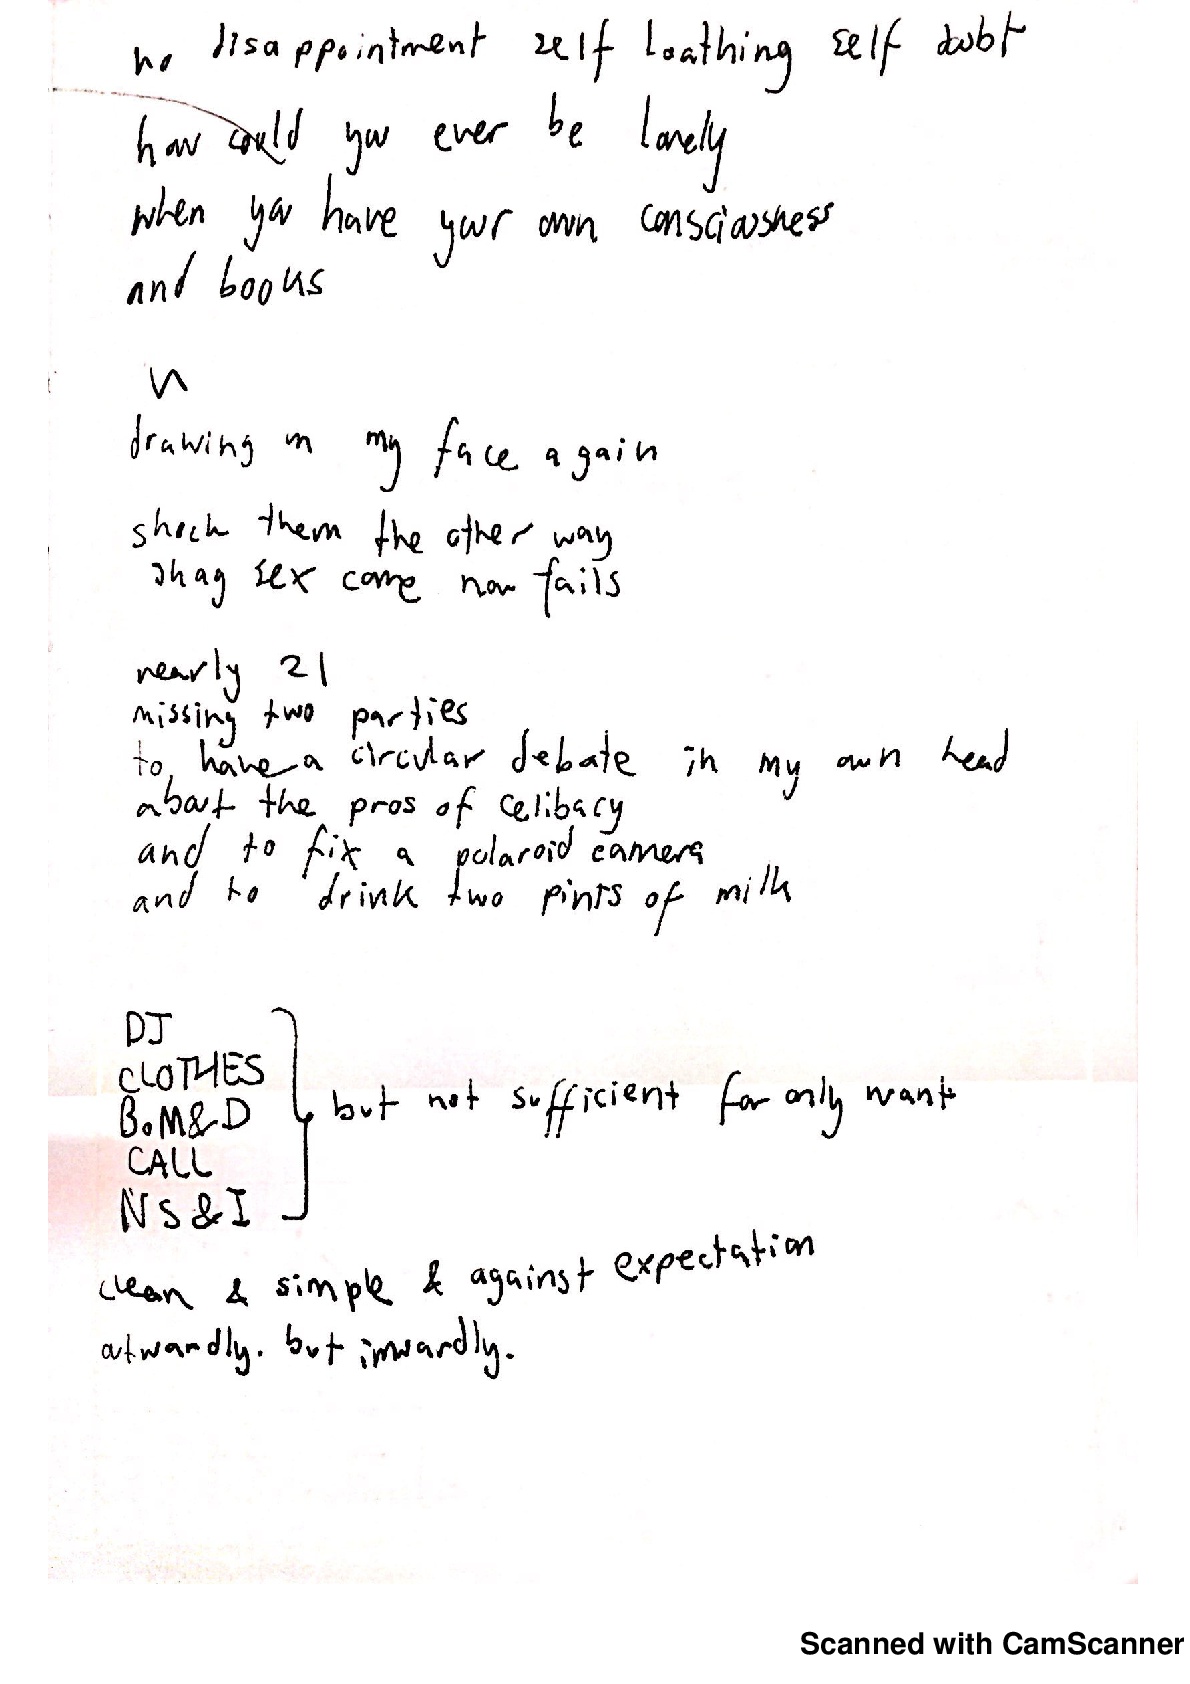 no disappointment self loathing self doubt
how could you ever be lonely
when you have your own consciousness
and books
drawing on my face again
shock them the other way
shag sex come now fails
nearly 21
missing two parties
to have a circular debate in my own head
about the pros of celibacy
and to fix a polaroid camera
and to drink two pints of milk
DJ
CLOTHES
B.M&D
CALL
NS&I
but not sufficient for only want
clean & simple & against expectation
outwardly. but inwardly.
Scanned with CamScanner